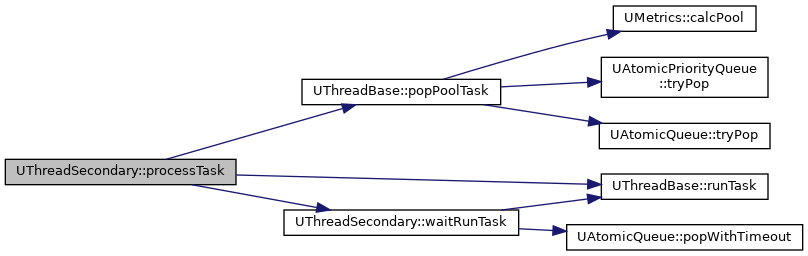 UMetrics::calcPool
UAtomicPriorityQueue
::tryPop
UThreadBase::popPoolTask
UAtomicQueue::tryPop
UThreadSecondary::processTask
UThreadBase::runTask
UThreadSecondary::waitRunTask
UAtomicQueue::popWithTimeout